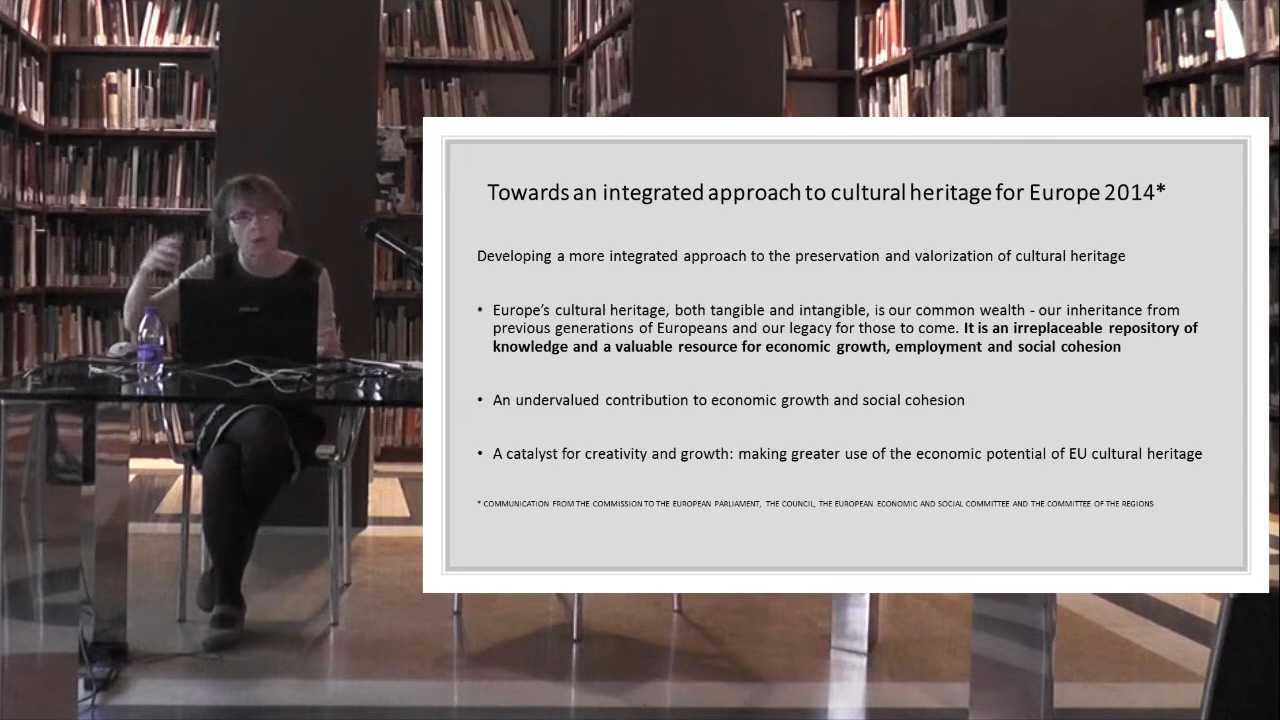 Towards an integrated approach to cultural heritage for Europe 2014*
Developing a more integrated approach to the preservation and valorization of cultural heritage
• Europe's cultural heritage, both tangible and intangible, is our common wealth - our inheritance from
previous generations of Europeans and our legacy for those to come. It is an irreplaceable repository of
knowledge and a valuable resource for economic growth, employment and social cohesion
• An undervalued contribution to economic growth and social cohesion
• A catalyst for creativity and growth: making greater use of the economic potential of EU cultural heritage
* COMMUNICATION FROM THE COMMISSION TO THE EUROPEAN PARLIAMENT, THE COUNCIL, THE EUROPEAN ECONOMIC AND SOCIAL COMMITTEE AND THE COMMITTEE OF THE REGIONS